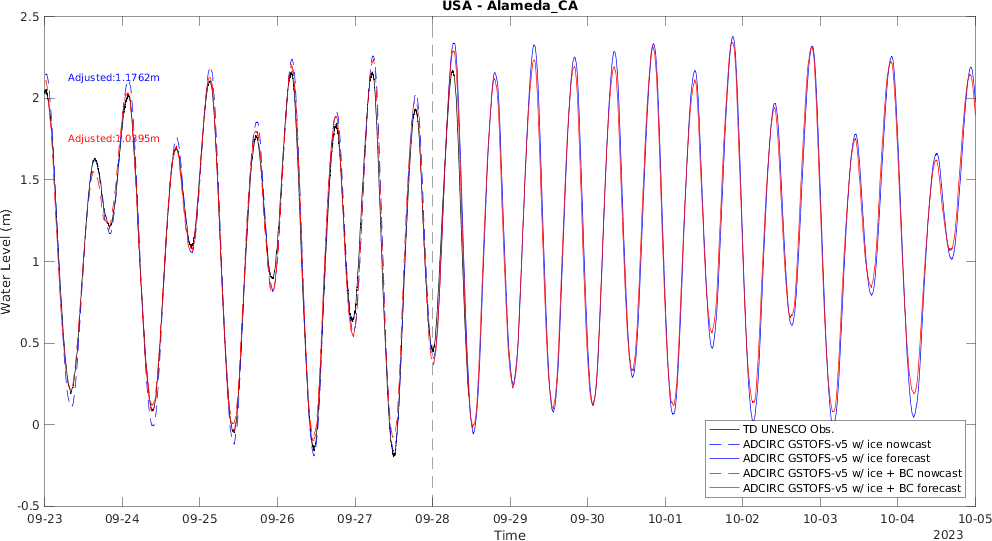 USA - Alameda_CA
2.5
2
1.5
1
0.5
0
-0.5
Water Level (m)
Adjusted:1.1762m
Adjusted:1.0395m
TD UNESCO Obs.
ADCIRC GSTOFS-v5 w/ ice nowcast
ADCIRC GSTOFS-v5 w/ ice forecast
ADCIRC GSTOFS-v5 w/ ice + BC nowcast
ADCIRC GSTOFS-v5 w/ ice + BC forecast
09-23 09-24 09-25 09-26 09-27 09-28 09-29 09-30 10-01 10-02 10-03 10-04 10-05
Time
2023